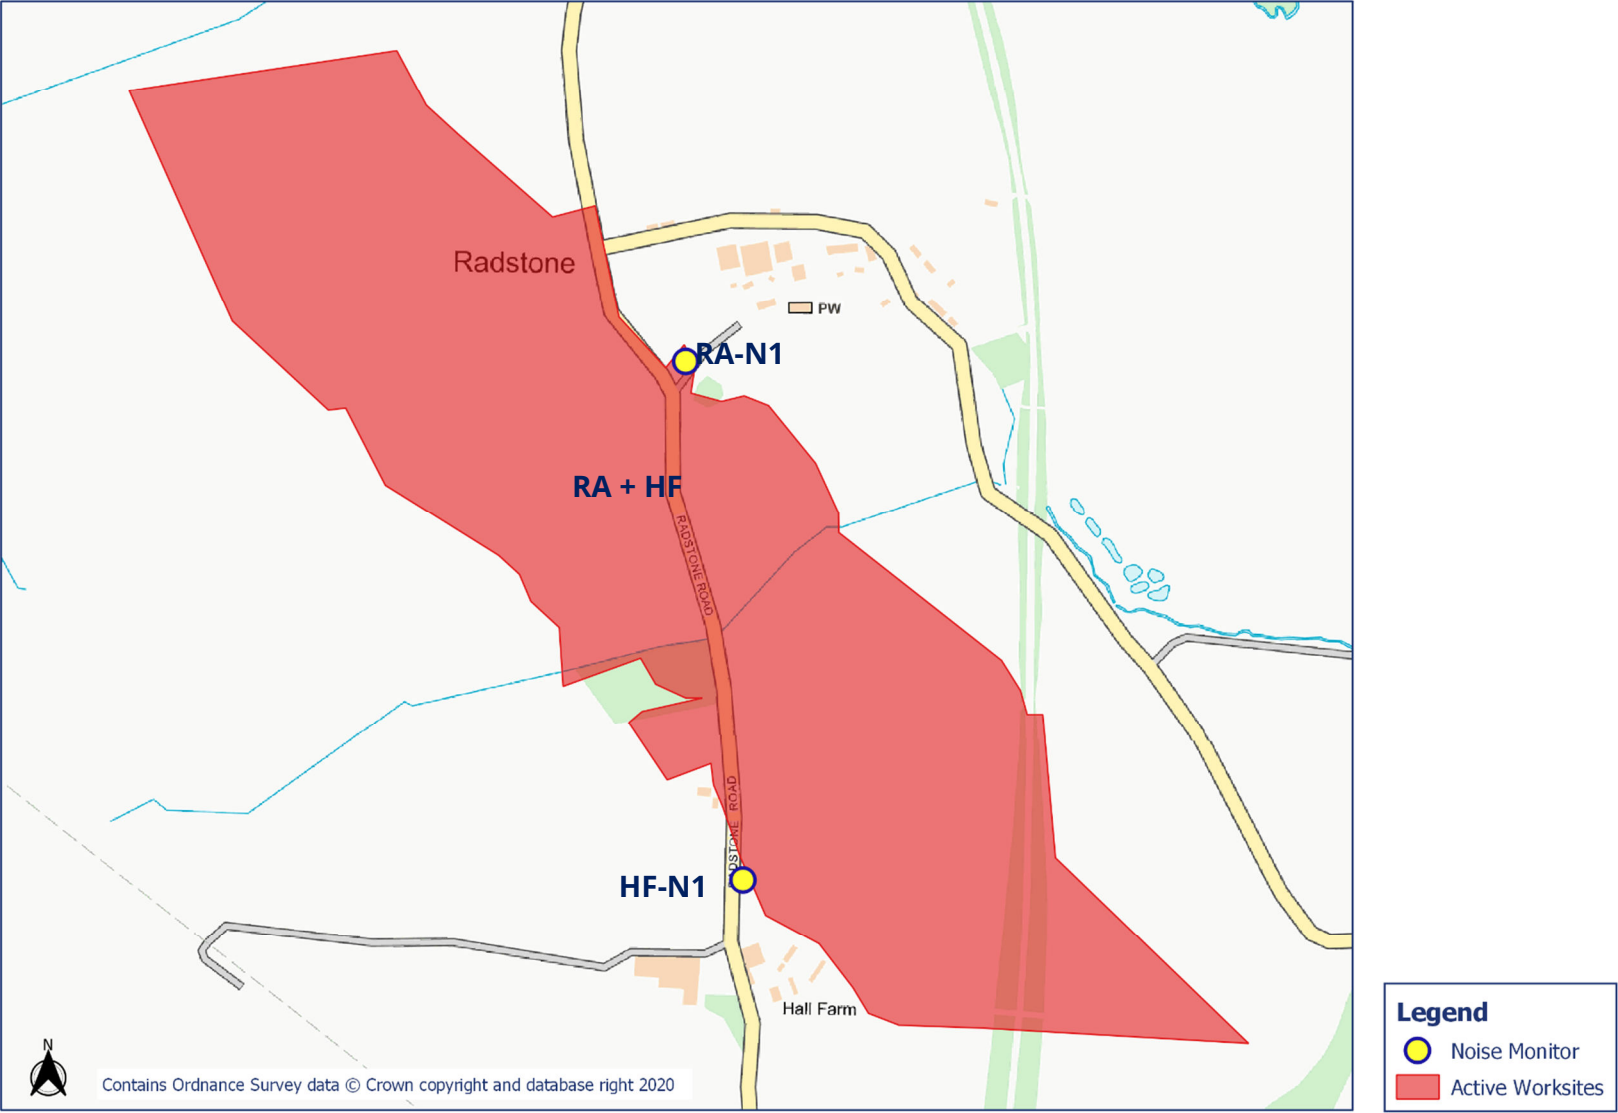 Radstone
PW
RA-N1
RA + HF
RADSTONE ROAD
RADSTONE ROAD
HF-N1
Hall Farm
N
Contains Ordnance Survey data © Crown copyright and database right 2020
Legend
Noise Monitor
Active Worksites